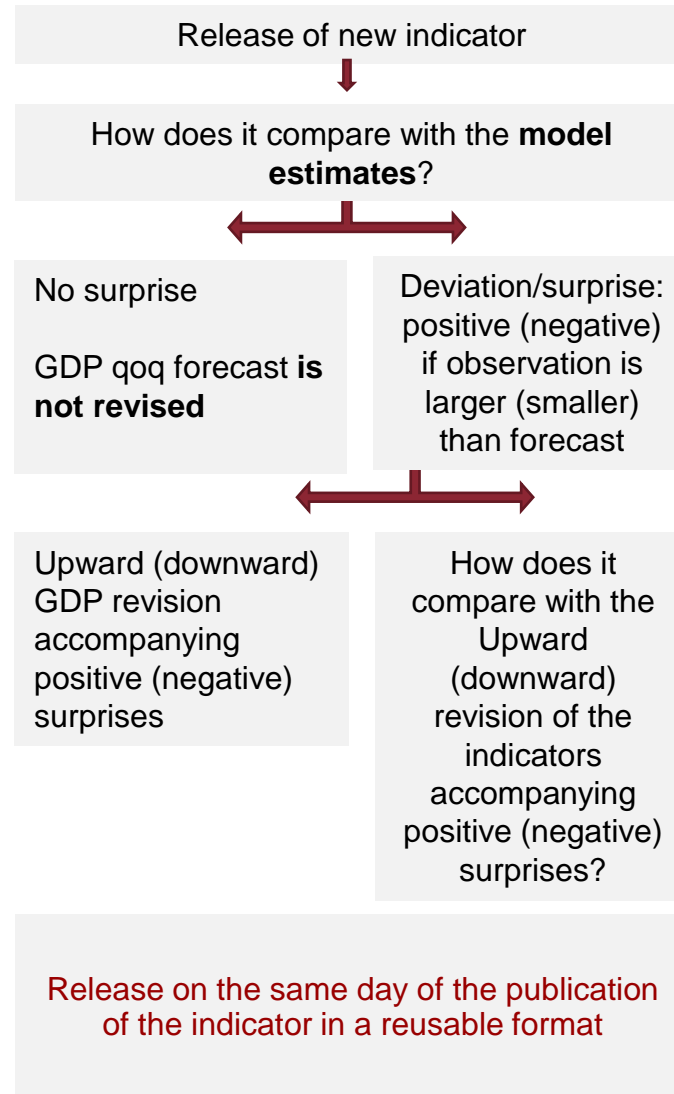 Release of new indicator
How does it compare with the model
estimates?
No surprise
GDP qoq forecast is
not revised
Deviation/surprise:
positive (negative)
if observation is
larger (smaller)
than forecast
Upward (downward)
GDP revision
accompanying
positive (negative)
surprises
How does it
compare with the
Upward
(downward)
revision of the
indicators
accompanying
positive (negative)
surprises?
Release on the same day of the publication
of the indicator in a reusable format